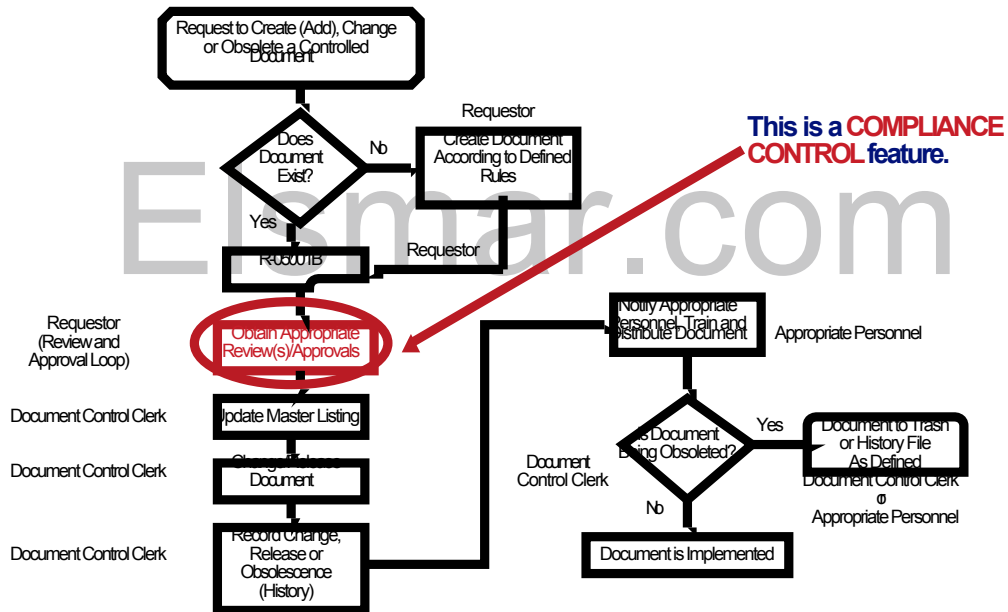 Request to Create (Add), Change
or Obsolete a Controlled
Document
Requestor
This is a COMPLIANCE
CONTROL feature.
Does
Document
Exist?
No
Create Document
According to Defined
Rules
Elsmar.com
Yes
Requestor
R-05001B
Requestor
(Review and
Approval Loop)
Obtain Appropriate
Review(s)/Approvals
Notify Appropriate
Personnel, Train and
Distribute Document
Appropriate Personnel
Document Control Clerk
Update Master Listing
Document Control Clerk
Change Release
Document
Document Control Clerk
Record Change,
Release or
Obsolescence
(History)
Is Document
Being Obsoleted?
Yes
Document to Trash
or History File
As Defined
Document Control Clerk
or
Appropriate Personnel
Document
Control Clerk
No
Document is Implemented